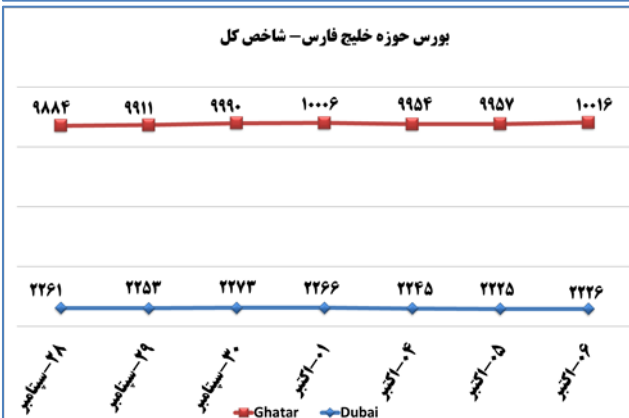 بورس حوزه خلیج فارس – شاخص کل
۹۸۸۴ ۹۹۱۱ ۹۹۹۰ ۱۰۰۰۶ ۹۹۵۴ ۹۹۵۷ ۱۰۰۱۶
۲۲۶۱ ۲۲۵۳ ۲۲۷۳ ۲۲۶۶ ۲۲۴۵ ۲۲۲۵ ۲۲۲۶
۲۸-سپتامبر ۲۹-سپتامبر ۳۰-سپتامبر ۰۱-اکتبر ۰۴-اکتبر ۰۵-اکتبر ۰۶-اکتبر
Ghatar Dubai